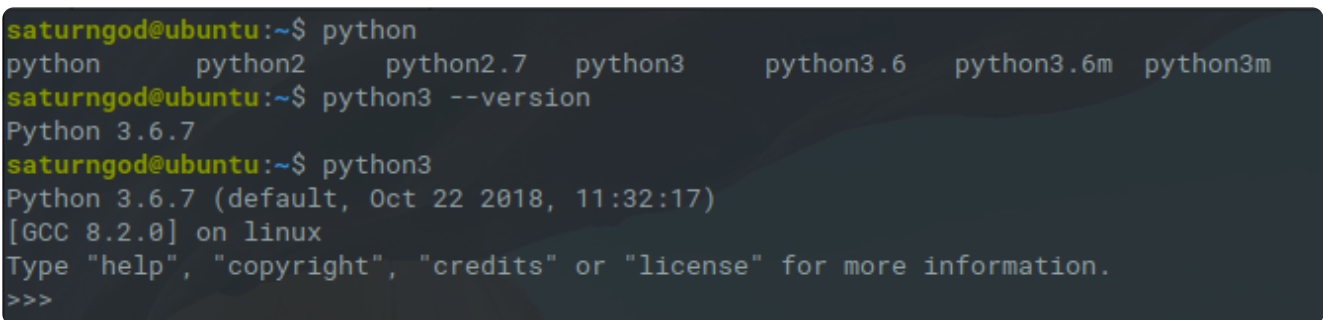 saturngod@ubuntu:~$ python
python python2 python2.7 python3 python3.6 python3.6m python3m
saturngod@ubuntu:~$ python3 --version
Python 3.6.7
saturngod@ubuntu:~$ python3
Python 3.6.7 (default, Oct 22 2018, 11:32:17)
[GCC 8.2.0] on linux
Type "help", "copyright", "credits" or "license" for more information.
>>>